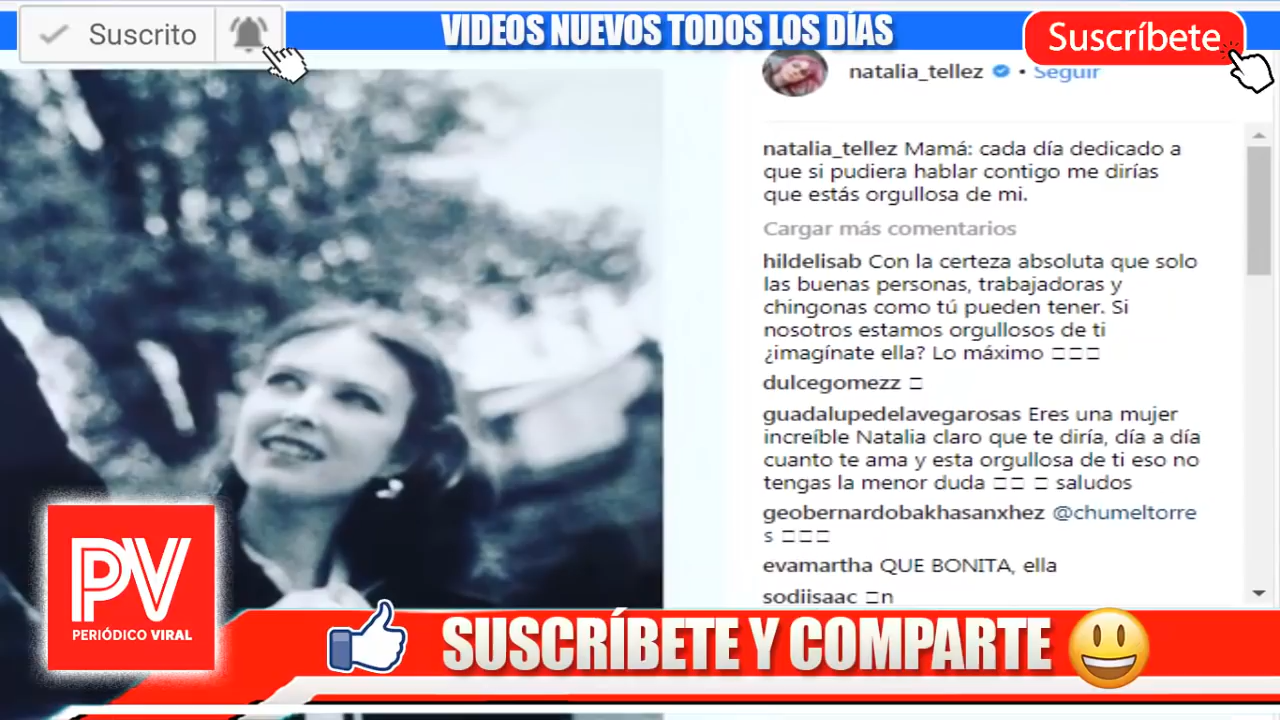 Suscrito
VIDEOS NUEVOS TODOS LOS DÍAS
Suscríbete
natalia_tellez • Seguir
natalia_tellez Mamá: cada día dedicado a
que si pudiera hablar contigo me dirías
que estás orgullosa de mi.
Cargar más comentarios
hildelisab Con la certeza absoluta que solo
las buenas personas, trabajadoras y
chingonas como tú pueden tener. Si
nosotros estamos orgullosos de ti
¿imagínate ella? Lo máximo
dulcegomezz
guadalupedelavegarosas Eres una mujer
increíble Natalia claro que te diría, día a día
cuanto te ama y esta orgullosa de ti eso no
tengas la menor duda saludos
geobernardobakhasanxhez @chumeltorre
s
evamartha QUE BONITA, ella
sodiisaac n
PV
PERIÓDICO VIRAL
SUSCRÍBETE Y COMPARTE